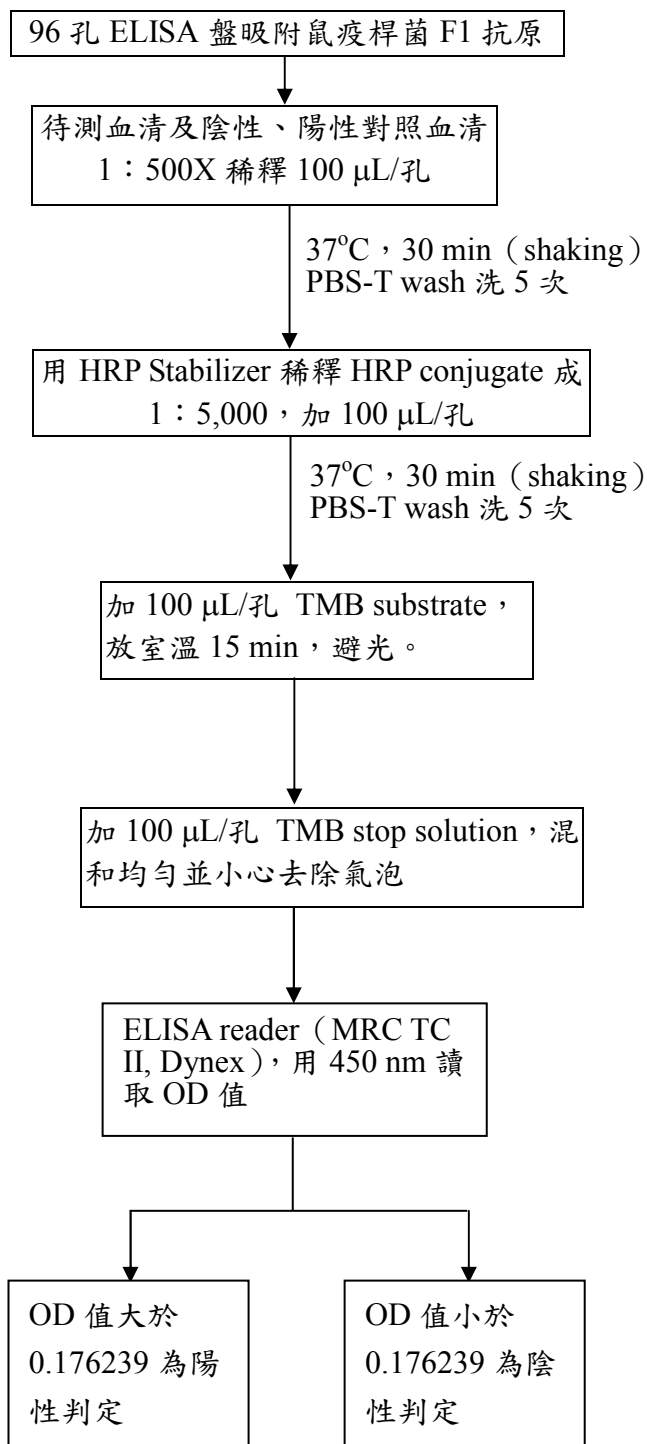 96 孔 ELISA 盤吸附鼠疫桿菌 F1 抗原
待測血清及陰性、陽性對照血清
1：500X 稀釋 100 μL/孔
37°C，30 min（shaking）
PBS-T wash 洗 5 次
用 HRP Stabilizer 稀釋 HRP conjugate 成
1：5,000，加 100 μL/孔
37°C，30 min（shaking）
PBS-T wash 洗 5 次
加 100 μL/孔 TMB substrate，
放室溫 15 min，避光。
加 100 μL/孔 TMB stop solution，混
和均勻並小心去除氣泡
ELISA reader（MRC TC
II, Dynex），用 450 nm 讀
取 OD 值
OD 值大於
0.176239 為陽
性判定
OD 值小於
0.176239 為陰
性判定